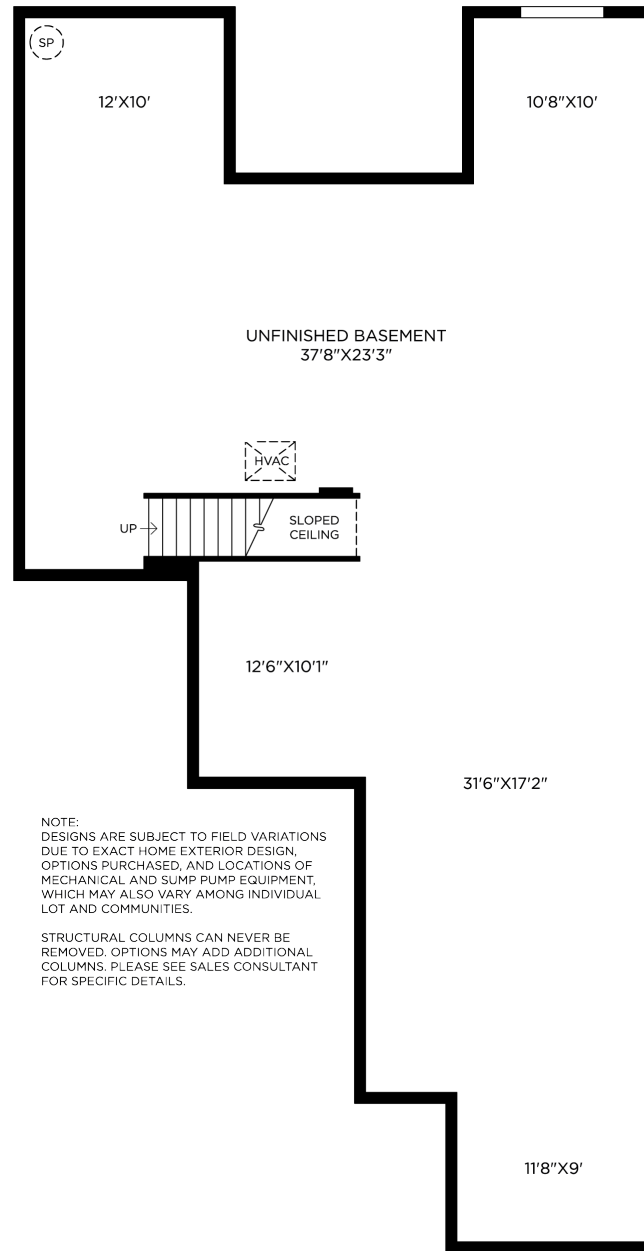 SP
12'X10'
10'8"X10'
UNFINISHED BASEMENT
37'8"X23'3"
HVAC
UP
SLOPED
CEILING
12'6"X10'1"
31'6"X17'2"
NOTE:
DESIGNS ARE SUBJECT TO FIELD VARIATIONS
DUE TO EXACT HOME EXTERIOR DESIGN,
OPTIONS PURCHASED, AND LOCATIONS OF
MECHANICAL AND SUMP PUMP EQUIPMENT,
WHICH MAY ALSO VARY AMONG INDIVIDUAL
LOT AND COMMUNITIES.
STRUCTURAL COLUMNS CAN NEVER BE
REMOVED. OPTIONS MAY ADD ADDITIONAL
COLUMNS. PLEASE SEE SALES CONSULTANT
FOR SPECIFIC DETAILS.
11'8"X9'